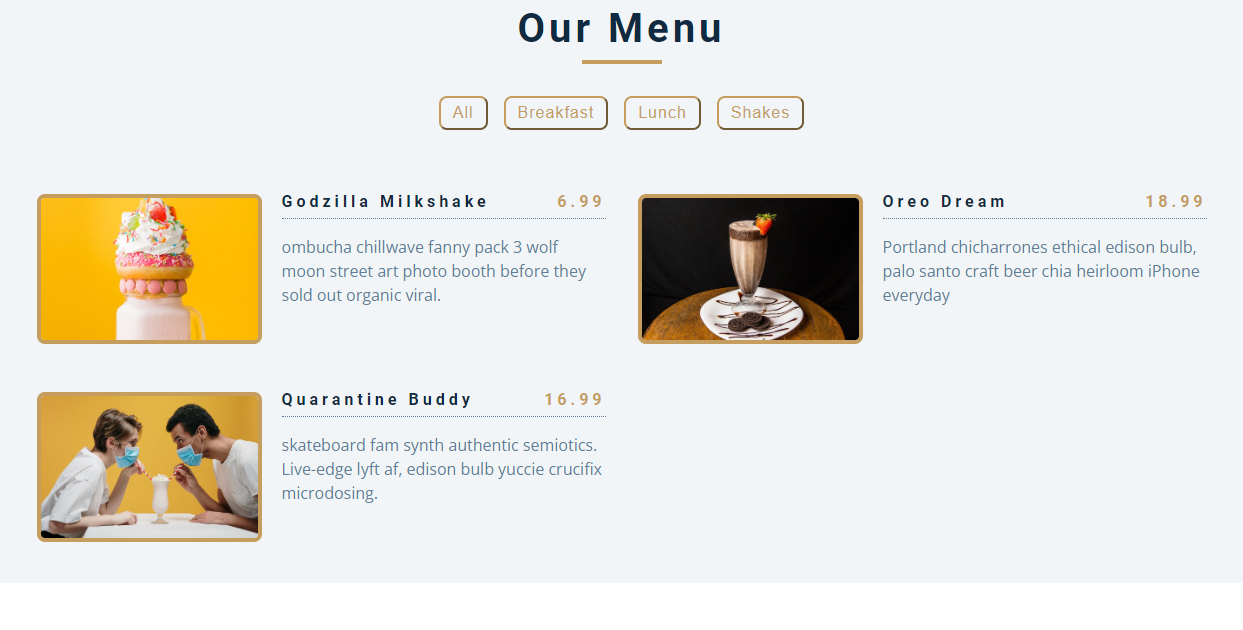 Our Menu
All Breakfast Lunch Shakes
Godzilla Milkshake 6.99
ombucha chillwave fanny pack 3 wolf
moon street art photo booth before they
sold out organic viral.
Oreo Dream 18.99
Portland chicharrones ethical edison bulb,
palo santo craft beer chia heirloom iPhone
everyday
Quarantine Buddy 16.99
skateboard fam synth authentic semiotics.
Live-edge lyft af, edison bulb yuccie crucifix
microdosing.